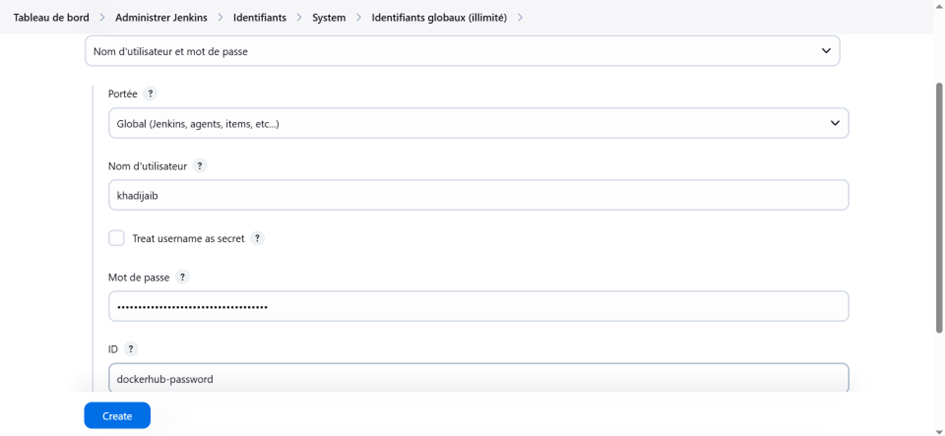 Tableau de bord > Administrer Jenkins > Identifiants > System > Identifiants globaux (illimité) >
Nom d'utilisateur et mot de passe
Portée ?
Global (Jenkins, agents, items, etc...)
Nom d'utilisateur ?
khadijaib
Treat username as secret ?
Mot de passe ?
••••••••••••••••••••••••••••••••••••
ID ?
dockerhub-password
Create